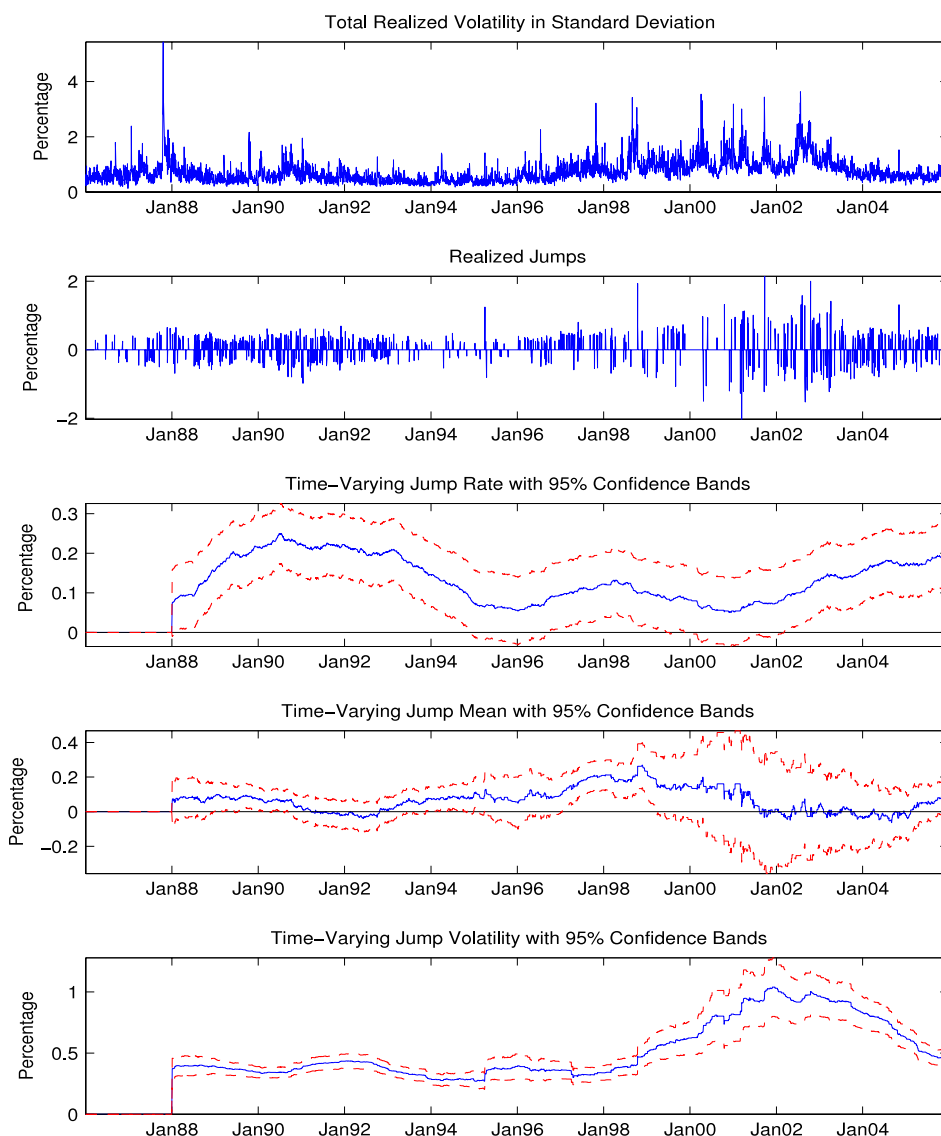 Total Realized Volatility in Standard Deviation
Percentage
4
2
0
Jan88 Jan90 Jan92 Jan94 Jan96 Jan98 Jan00 Jan02 Jan04
Realized Jumps
Percentage
2
0
−2
Jan88 Jan90 Jan92 Jan94 Jan96 Jan98 Jan00 Jan02 Jan04
Time−Varying Jump Rate with 95% Confidence Bands
Percentage
0.3
0.2
0.1
0
Jan88 Jan90 Jan92 Jan94 Jan96 Jan98 Jan00 Jan02 Jan04
Time−Varying Jump Mean with 95% Confidence Bands
Percentage
0.4
0.2
0
−0.2
Jan88 Jan90 Jan92 Jan94 Jan96 Jan98 Jan00 Jan02 Jan04
Time−Varying Jump Volatility with 95% Confidence Bands
Percentage
1
0.5
0
Jan88 Jan90 Jan92 Jan94 Jan96 Jan98 Jan00 Jan02 Jan04